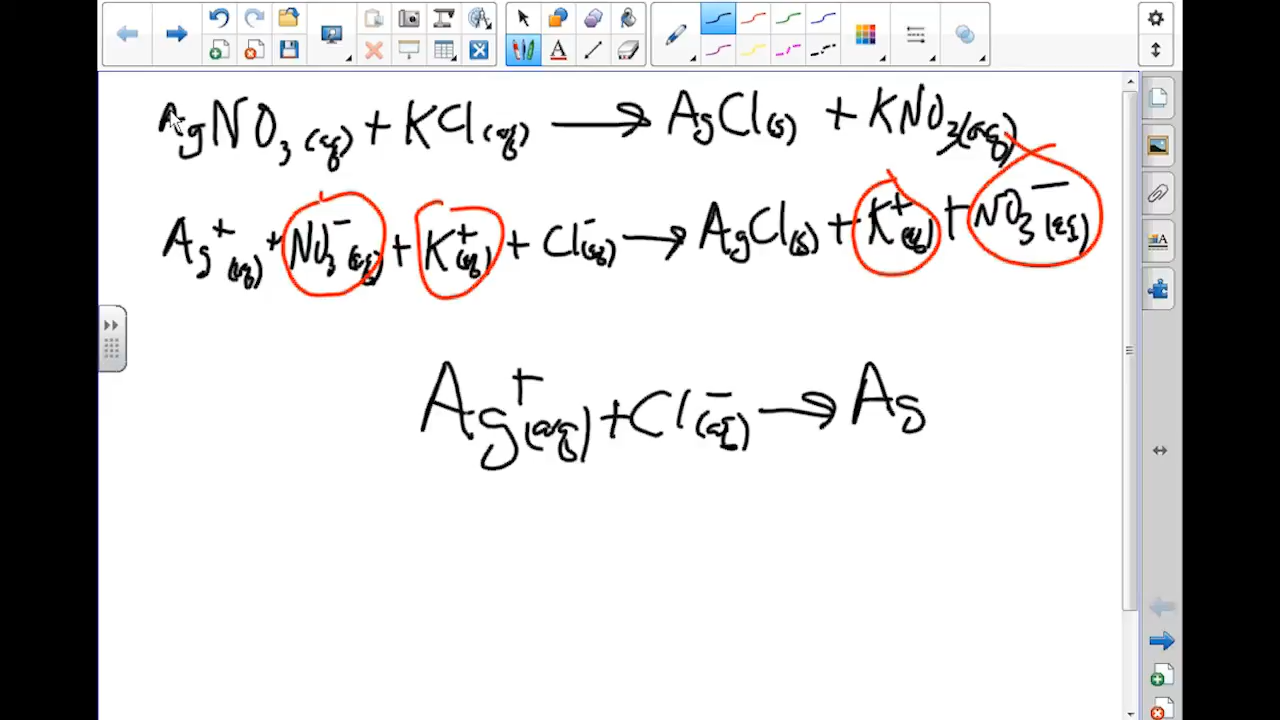 AgNO₃(aq) + KCl(aq) → AgCl(s) + KNO₃(aq)
Ag⁺(aq) + NO₃⁻(aq) + K⁺(aq) + Cl⁻(aq) → AgCl(s) + K⁺(aq) + NO₃⁻(aq)
Ag⁺(aq) + Cl⁻(aq) → Ag